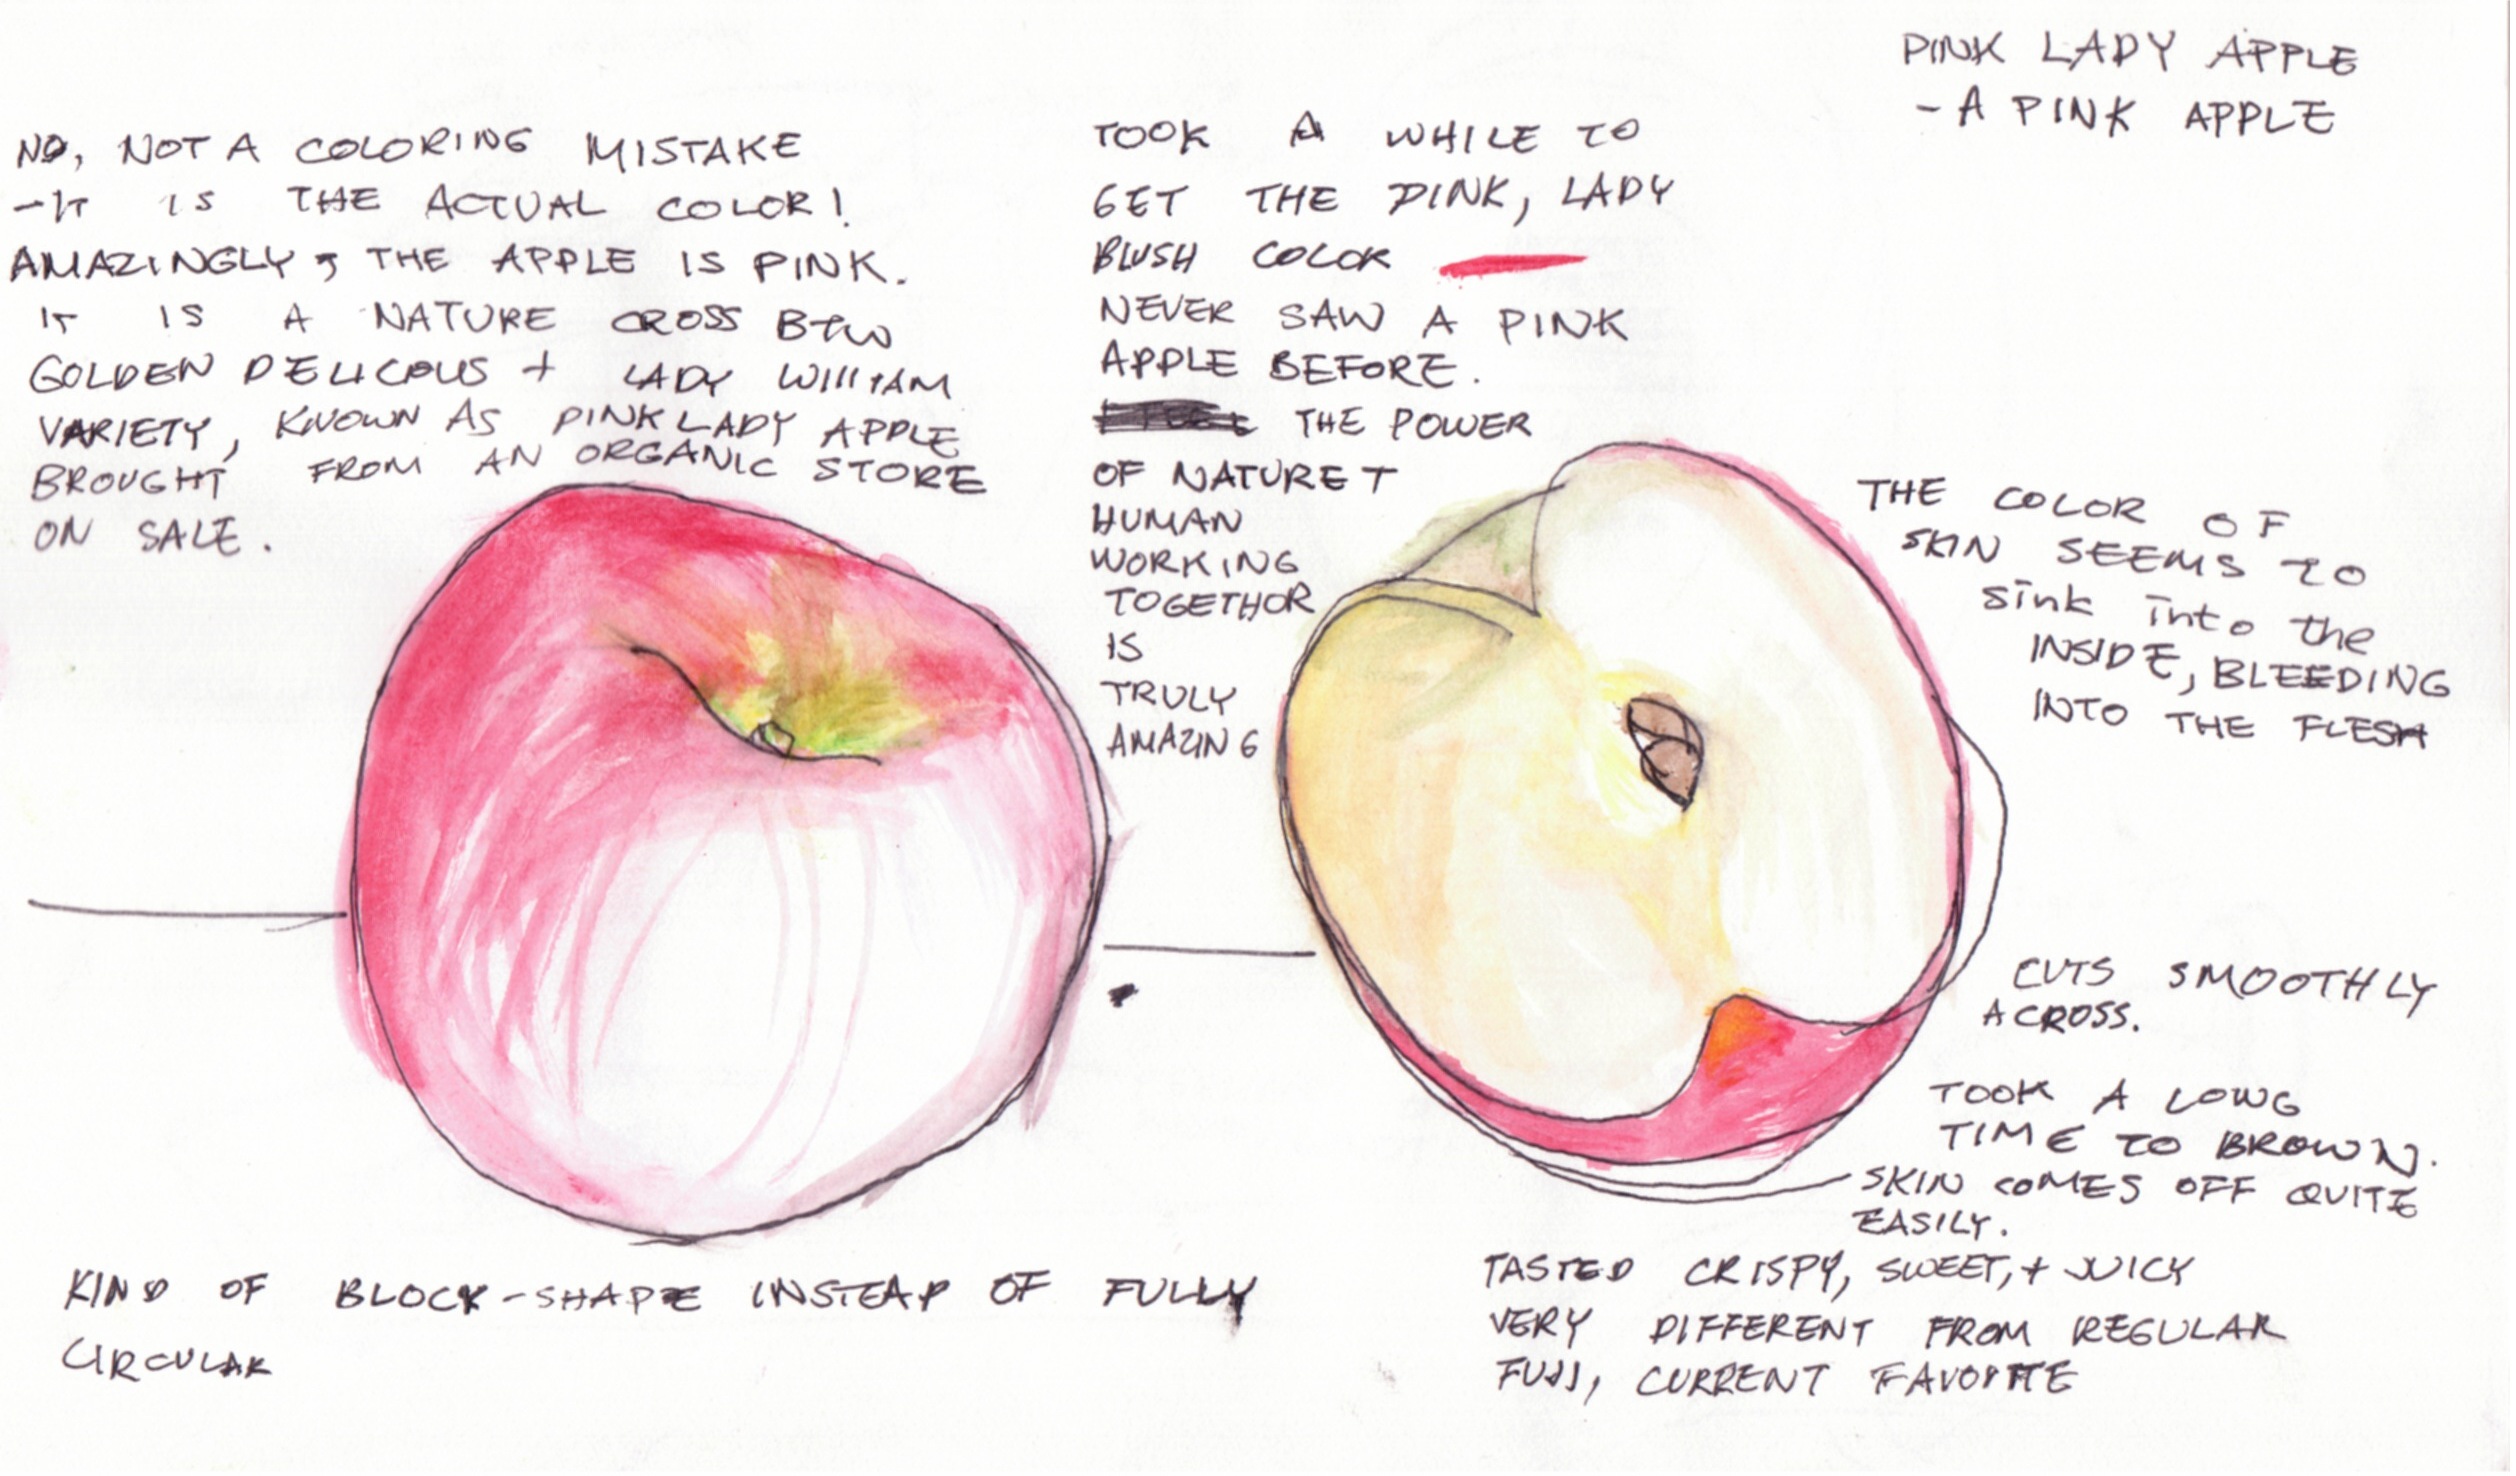 PINK LADY APPLE
- A PINK APPLE
NO, NOT A COLORING MISTAKE
- IT IS THE ACTUAL COLOR!
AMAZINGLY, THE APPLE IS PINK.
IT IS A NATURE CROSS BTW
GOLDEN DELICOUS + LADY WILLIAM
VARIETY, KNOWN AS PINK LADY APPLE
BROUGHT FROM AN ORGANIC STORE
ON SALE.
TOOK A WHILE TO
GET THE PINK, LADY
BLUSH COLOR
NEVER SAW A PINK
APPLE BEFORE.
THE POWER
OF NATURE +
HUMAN
WORKING
TOGETHOR
IS
TRULY
AMAZING
THE COLOR OF
SKIN SEEMS TO
sink into the
INSIDE, BLEEDING
INTO THE FLESH
CUTS SMOOTHLY
ACROSS.
TOOK A LONG
TIME TO BROWN.
SKIN COMES OFF QUITE
EASILY.
KIND OF BLOCK-SHAPE INSTEAD OF FULLY
CIRCULAR
TASTED CRISPY, SWEET, + JUICY
VERY DIFFERENT FROM REGULAR
FUJI, CURRENT FAVORITE